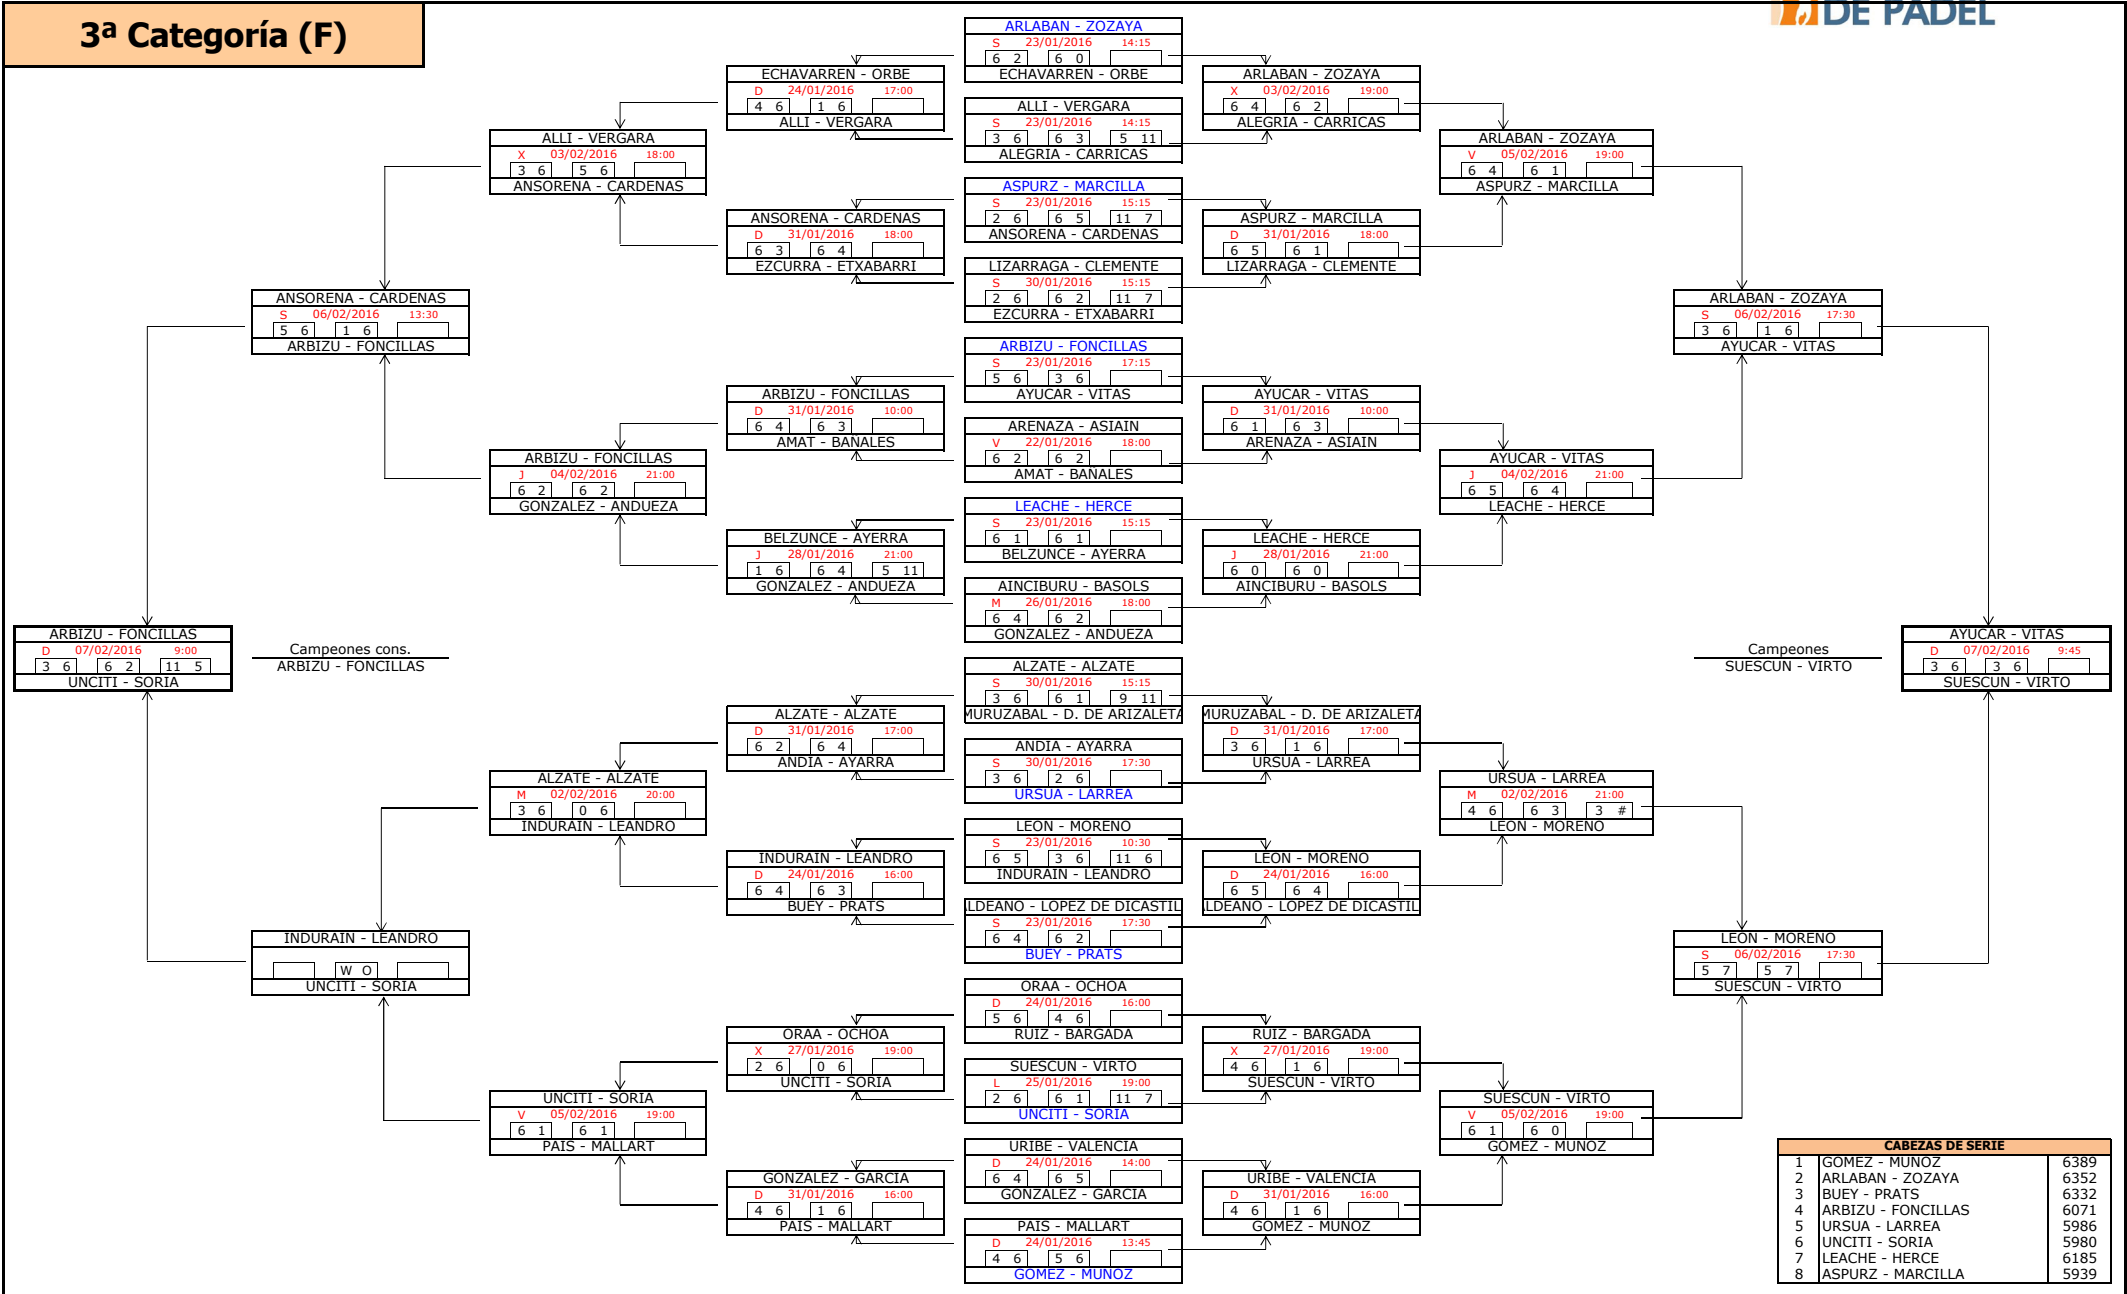 3ª Categoría (F)
DE PADEL
ARLABAN - ZOZAYA
S 23/01/2016 14:15
6 2 6 0
ECHAVARREN - ORBE
ALLI - VERGARA
S 23/01/2016 14:15
3 6 6 3 5 11
ALEGRIA - CARRICAS
ASPURZ - MARCILLA
S 23/01/2016 15:15
2 6 6 5 11 7
ANSORENA - CARDENAS
LIZARRAGA - CLEMENTE
S 30/01/2016 15:15
2 6 6 2 11 7
EZCURRA - ETXABARRI
ARBIZU - FONCILLAS
S 23/01/2016 17:15
5 6 3 6
AYUCAR - VITAS
ARENAZA - ASIAIN
V 22/01/2016 18:00
6 2 6 2
AMAT - BAÑALES
LEACHE - HERCE
S 23/01/2016 15:15
6 1 6 1
BELZUNCE - AYERRA
AINCIBURU - BASOLS
M 26/01/2016 18:00
6 4 6 2
GONZALEZ - ANDUEZA
ALZATE - ALZATE
S 30/01/2016 15:15
3 6 6 1 9 11
MURUZABAL - D. DE ARIZALETA
ANDIA - AYARRA
S 30/01/2016 17:30
3 6 2 6
URSUA - LARREA
LEON - MORENO
S 23/01/2016 10:30
6 5 3 6 11 6
INDURAIN - LEANDRO
LDEANO - LOPEZ DE DICASTIL
S 23/01/2016 17:30
6 4 6 2
BUEY - PRATS
ORAA - OCHOA
D 24/01/2016 16:00
5 6 4 6
RUIZ - BARGADA
SUESCUN - VIRTO
L 25/01/2016 19:00
2 6 6 1 11 7
UNCITI - SORIA
URIBE - VALENCIA
D 24/01/2016 14:00
6 4 6 5
GONZALEZ - GARCIA
PAIS - MALLART
D 24/01/2016 13:45
4 6 5 6
GOMEZ - MUÑOZ
ECHAVARREN - ORBE
D 24/01/2016 17:00
4 6 1 6
ALLI - VERGARA
ANSORENA - CARDENAS
D 31/01/2016 18:00
6 3 6 4
EZCURRA - ETXABARRI
ARBIZU - FONCILLAS
D 31/01/2016 10:00
6 4 6 3
AMAT - BAÑALES
BELZUNCE - AYERRA
J 28/01/2016 21:00
1 6 6 4 5 11
GONZALEZ - ANDUEZA
ALZATE - ALZATE
D 31/01/2016 17:00
6 2 6 4
ANDIA - AYARRA
INDURAIN - LEANDRO
D 24/01/2016 16:00
6 4 6 3
BUEY - PRATS
ORAA - OCHOA
X 27/01/2016 19:00
2 6 0 6
UNCITI - SORIA
GONZALEZ - GARCIA
D 31/01/2016 16:00
4 6 1 6
PAIS - MALLART
ALLI - VERGARA
X 03/02/2016 18:00
3 6 5 6
ANSORENA - CARDENAS
ARBIZU - FONCILLAS
J 04/02/2016 21:00
6 2 6 2
GONZALEZ - ANDUEZA
ALZATE - ALZATE
M 02/02/2016 20:00
3 6 0 6
INDURAIN - LEANDRO
UNCITI - SORIA
V 05/02/2016 19:00
6 1 6 1
PAIS - MALLART
ANSORENA - CARDENAS
S 06/02/2016 13:30
5 6 1 6
ARBIZU - FONCILLAS
INDURAIN - LEANDRO
W O
UNCITI - SORIA
ARBIZU - FONCILLAS
D 07/02/2016 9:00
3 6 6 2 11 5
UNCITI - SORIA
Campeones cons.
ARBIZU - FONCILLAS
ARLABAN - ZOZAYA
X 03/02/2016 19:00
6 4 6 2
ALEGRIA - CARRICAS
ASPURZ - MARCILLA
D 31/01/2016 18:00
6 5 6 1
LIZARRAGA - CLEMENTE
AYUCAR - VITAS
D 31/01/2016 10:00
6 1 6 3
ARENAZA - ASIAIN
LEACHE - HERCE
J 28/01/2016 21:00
6 0 6 0
AINCIBURU - BASOLS
MURUZABAL - D. DE ARIZALETA
D 31/01/2016 17:00
3 6 1 6
URSUA - LARREA
LEON - MORENO
D 24/01/2016 16:00
6 5 6 4
LDEANO - LOPEZ DE DICASTIL
RUIZ - BARGADA
X 27/01/2016 19:00
4 6 1 6
SUESCUN - VIRTO
URIBE - VALENCIA
D 31/01/2016 16:00
4 6 1 6
GOMEZ - MUÑOZ
ARLABAN - ZOZAYA
V 05/02/2016 19:00
6 4 6 1
ASPURZ - MARCILLA
AYUCAR - VITAS
J 04/02/2016 21:00
6 5 6 4
LEACHE - HERCE
URSUA - LARREA
M 02/02/2016 21:00
4 6 6 3 3 #
LEON - MORENO
SUESCUN - VIRTO
V 05/02/2016 19:00
6 1 6 0
GOMEZ - MUÑOZ
ARLABAN - ZOZAYA
S 06/02/2016 17:30
3 6 1 6
AYUCAR - VITAS
LEON - MORENO
S 06/02/2016 17:30
5 7 5 7
SUESCUN - VIRTO
Campeones
SUESCUN - VIRTO
AYUCAR - VITAS
D 07/02/2016 9:45
3 6 3 6
SUESCUN - VIRTO
CABEZAS DE SERIE
1 GOMEZ - MUÑOZ 6389
2 ARLABAN - ZOZAYA 6352
3 BUEY - PRATS 6332
4 ARBIZU - FONCILLAS 6071
5 URSUA - LARREA 5986
6 UNCITI - SORIA 5980
7 LEACHE - HERCE 6185
8 ASPURZ - MARCILLA 5939